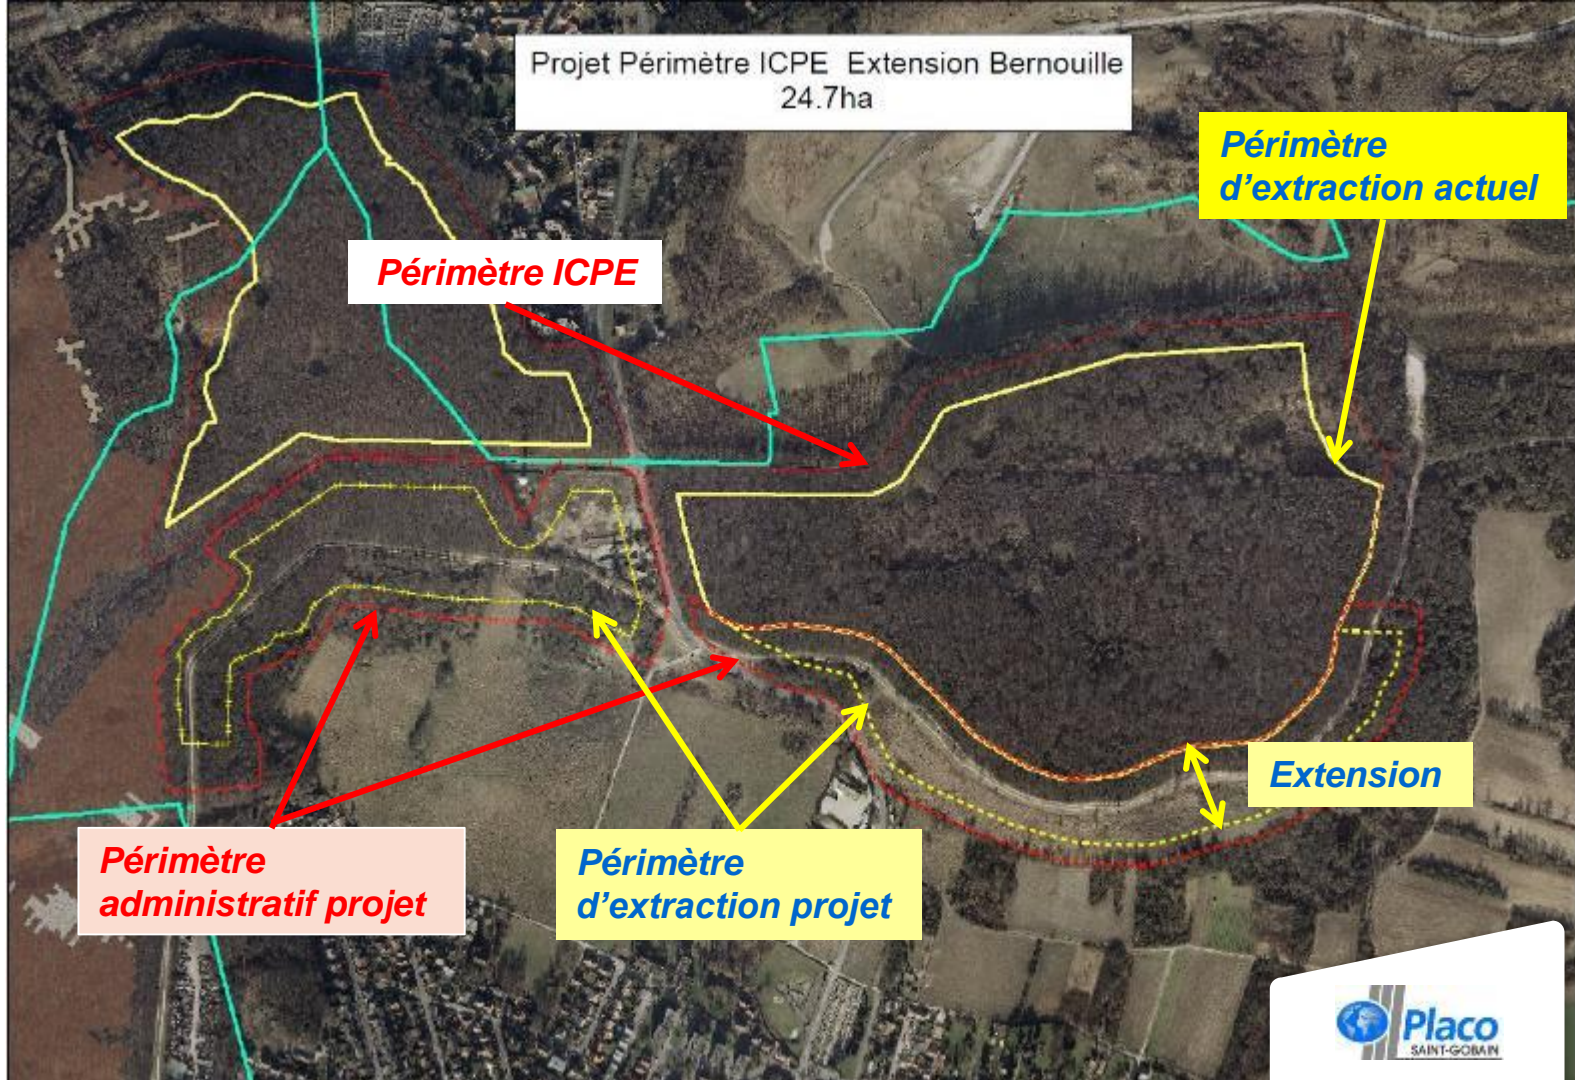 Projet Périmètre ICPE Extension Bernouille
24.7ha
Périmètre
d’extraction actuel
Périmètre ICPE
Extension
Périmètre
administratif projet
Périmètre
d’extraction projet
Placo
SAINT-GOBAIN